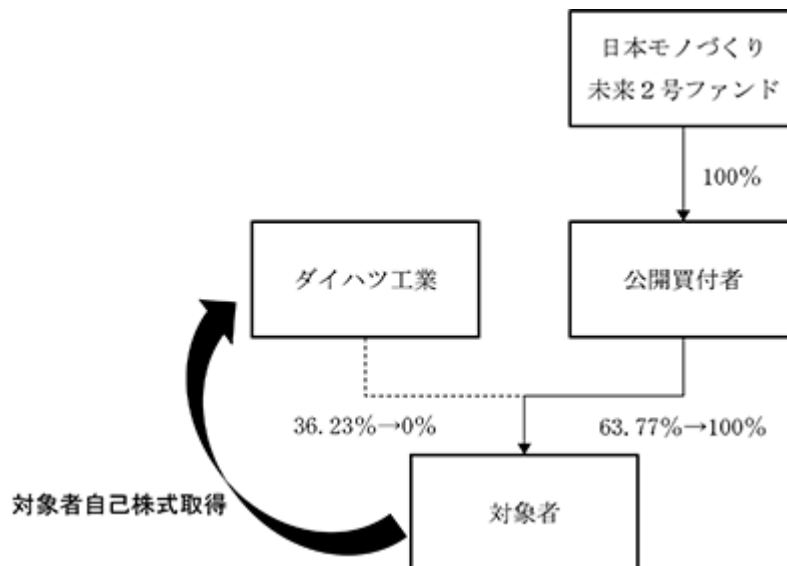 日本モノづくり
未来２号ファンド
100%
ダイハツ工業
公開買付者
36.23%→0%
63.77%→100%
対象者自己株式取得
対象者